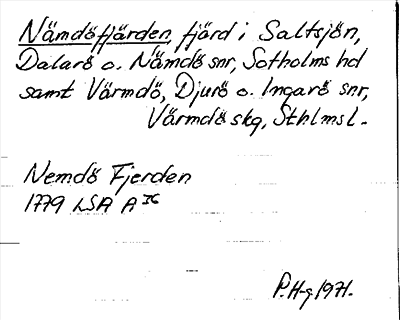 Nämdöfjärden, fjärd i Saltsjön,
Dalarö o. Nämdö snr, Sotholms hd
samt Värmdö, Djurö o. Ingarö snr,
Värmdö skg, Sthlms l.
Nemdö Fjerden
1779 LSA A IC
P. H-g 1971.